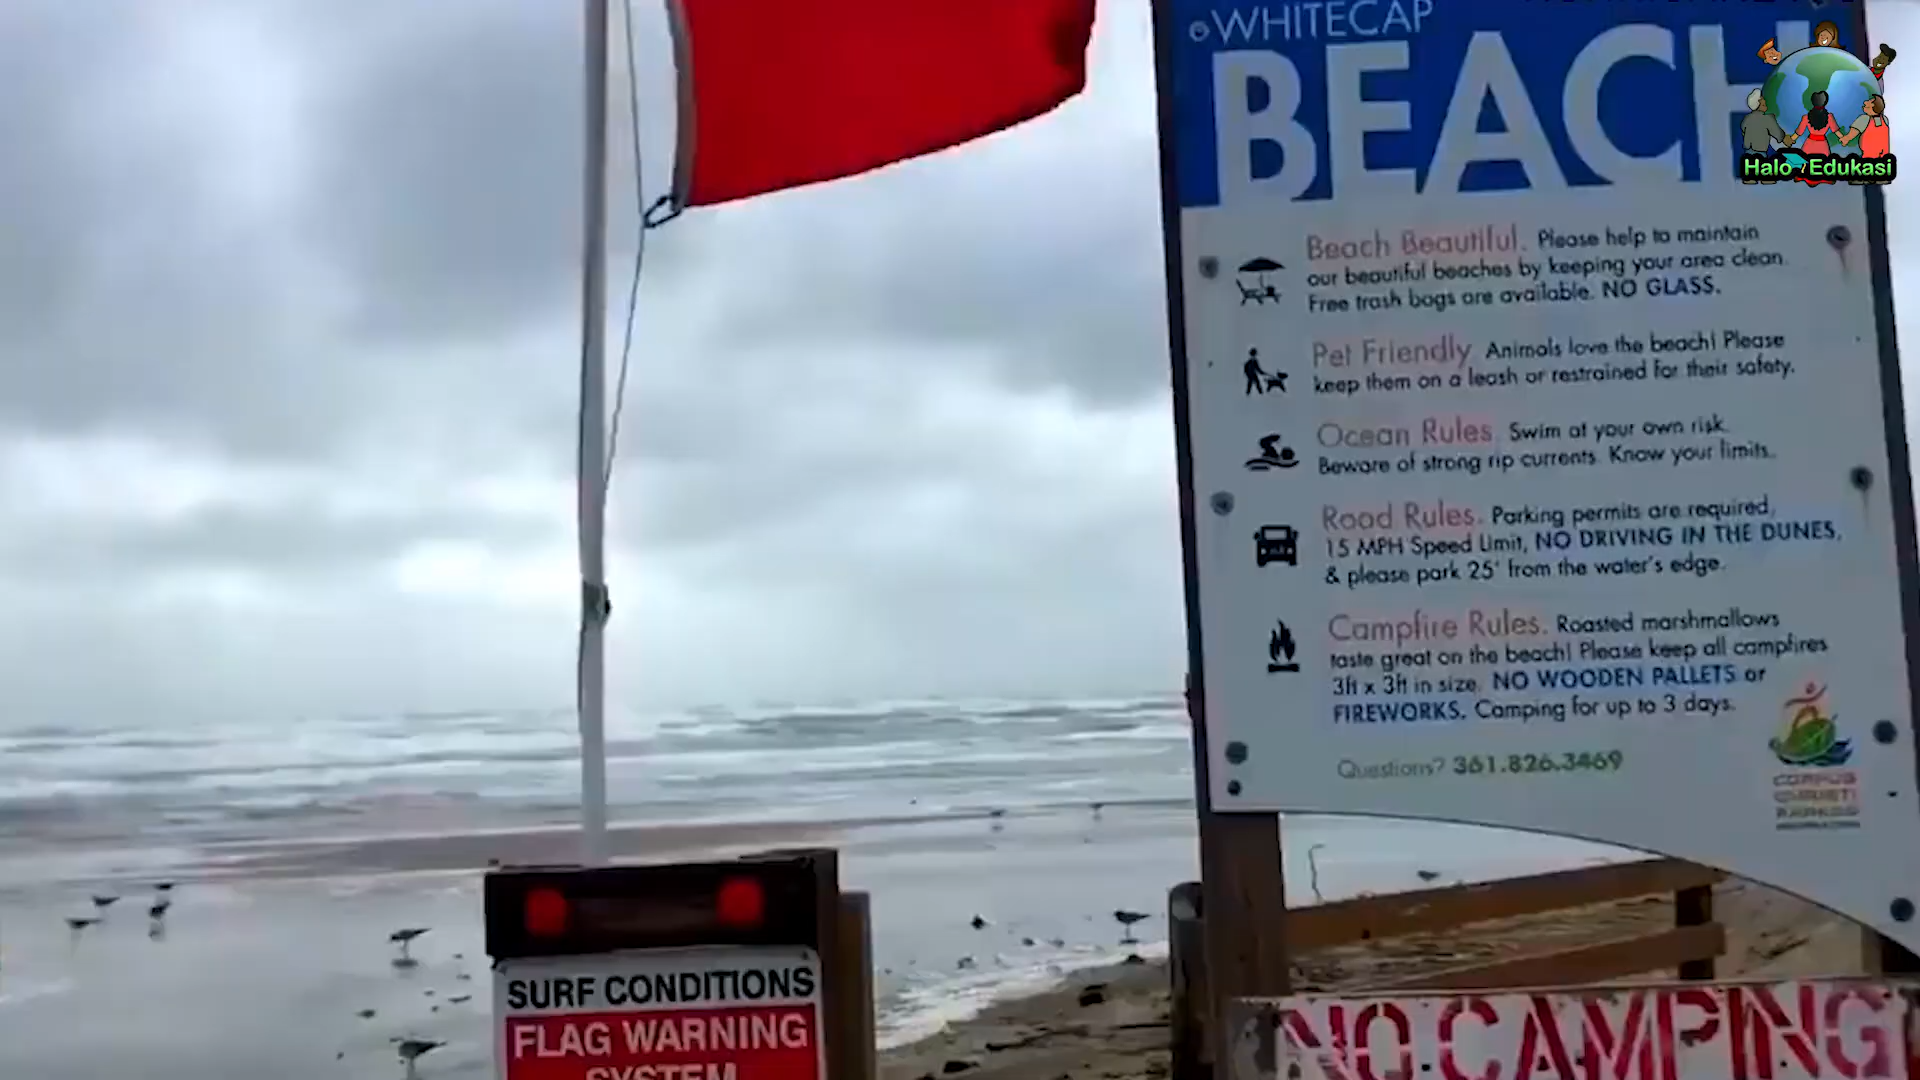 WHITECAP
BEACH
Halo Edukasi
Beach Beautiful. Please help to maintain
our beautiful beaches by keeping your area clean.
Free trash bags are available. NO GLASS.
Pet Friendly Animals love the beach! Please
keep them on a leash or restrained for their safety.
Ocean Rules. Swim at your own risk.
Beware of strong rip currents. Know your limits.
Road Rules. Parking permits are required,
15 MPH Speed Limit, NO DRIVING IN THE DUNES,
& please park 25' from the water's edge.
Campfire Rules. Roasted marshmallows
taste great on the beach! Please keep all campfires
3ft x 3ft in size. NO WOODEN PALLETS or
FIREWORKS. Camping for up to 3 days.
Questions? 361.826.3469
CORPUS
CHRISTI
SURF CONDITIONS
FLAG WARNING
SYSTEM
NO CAMPING